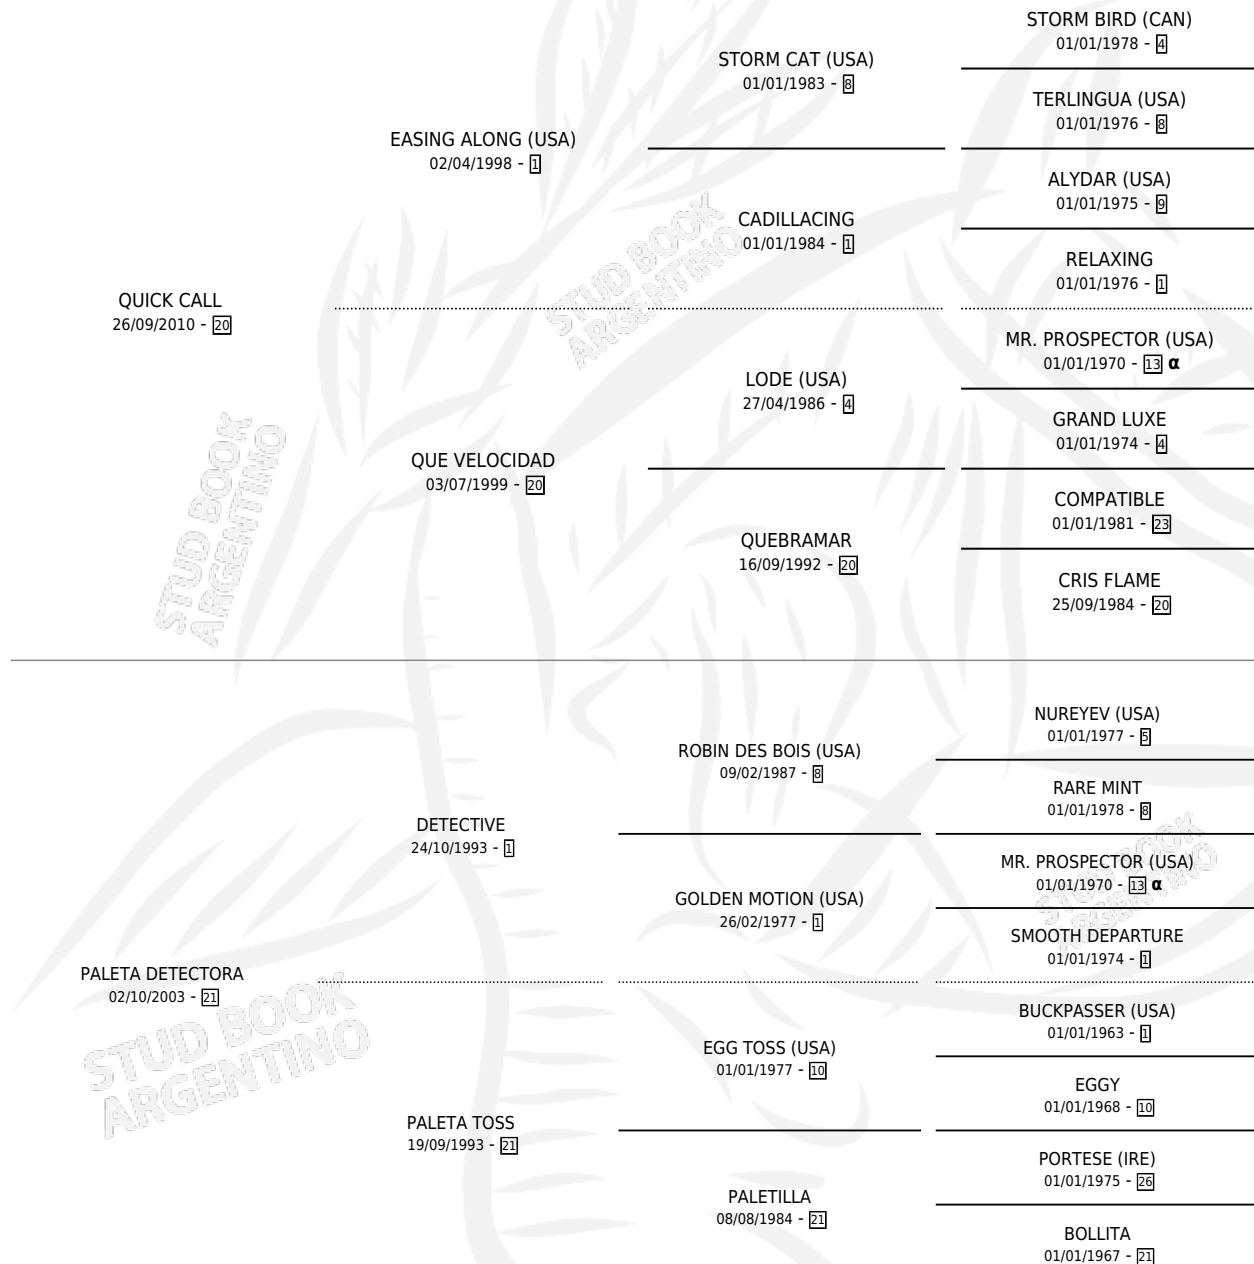 STORM BIRD (CAN)
01/01/1978 - 4
STORM CAT (USA)
01/01/1983 - 8
TERLINGUA (USA)
01/01/1976 - 8
EASING ALONG (USA)
02/04/1998 - 1
ALYDAR (USA)
01/01/1975 - 9
CADILLACING
01/01/1984 - 1
RELAXING
01/01/1976 - 1
QUICK CALL
26/09/2010 - 20
MR. PROSPECTOR (USA)
01/01/1970 - 13 α
LODE (USA)
27/04/1986 - 4
GRAND LUXE
01/01/1974 - 4
QUE VELOCIDAD
03/07/1999 - 20
COMPATIBLE
01/01/1981 - 23
QUEBRAMAR
16/09/1992 - 20
CRIS FLAME
25/09/1984 - 20
NUREYEV (USA)
01/01/1977 - 5
ROBIN DES BOIS (USA)
09/02/1987 - 8
RARE MINT
01/01/1978 - 8
DETECTIVE
24/10/1993 - 1
MR. PROSPECTOR (USA)
01/01/1970 - 13 α
GOLDEN MOTION (USA)
26/02/1977 - 1
SMOOTH DEPARTURE
01/01/1974 - 1
PALETA DETECTORA
02/10/2003 - 21
BUCKPASSER (USA)
01/01/1963 - 1
EGG TOSS (USA)
01/01/1977 - 10
EGGY
01/01/1968 - 10
PALETA TOSS
19/09/1993 - 21
PORTESE (IRE)
01/01/1975 - 26
PALETILLA
08/08/1984 - 21
BOLLITA
01/01/1967 - 21
STUD BOOK
ARGENTINO
STUD BOOK
ARGENTINO
STUD BOOK
ARGENTINO
STUD BOOK
ARGENTINO